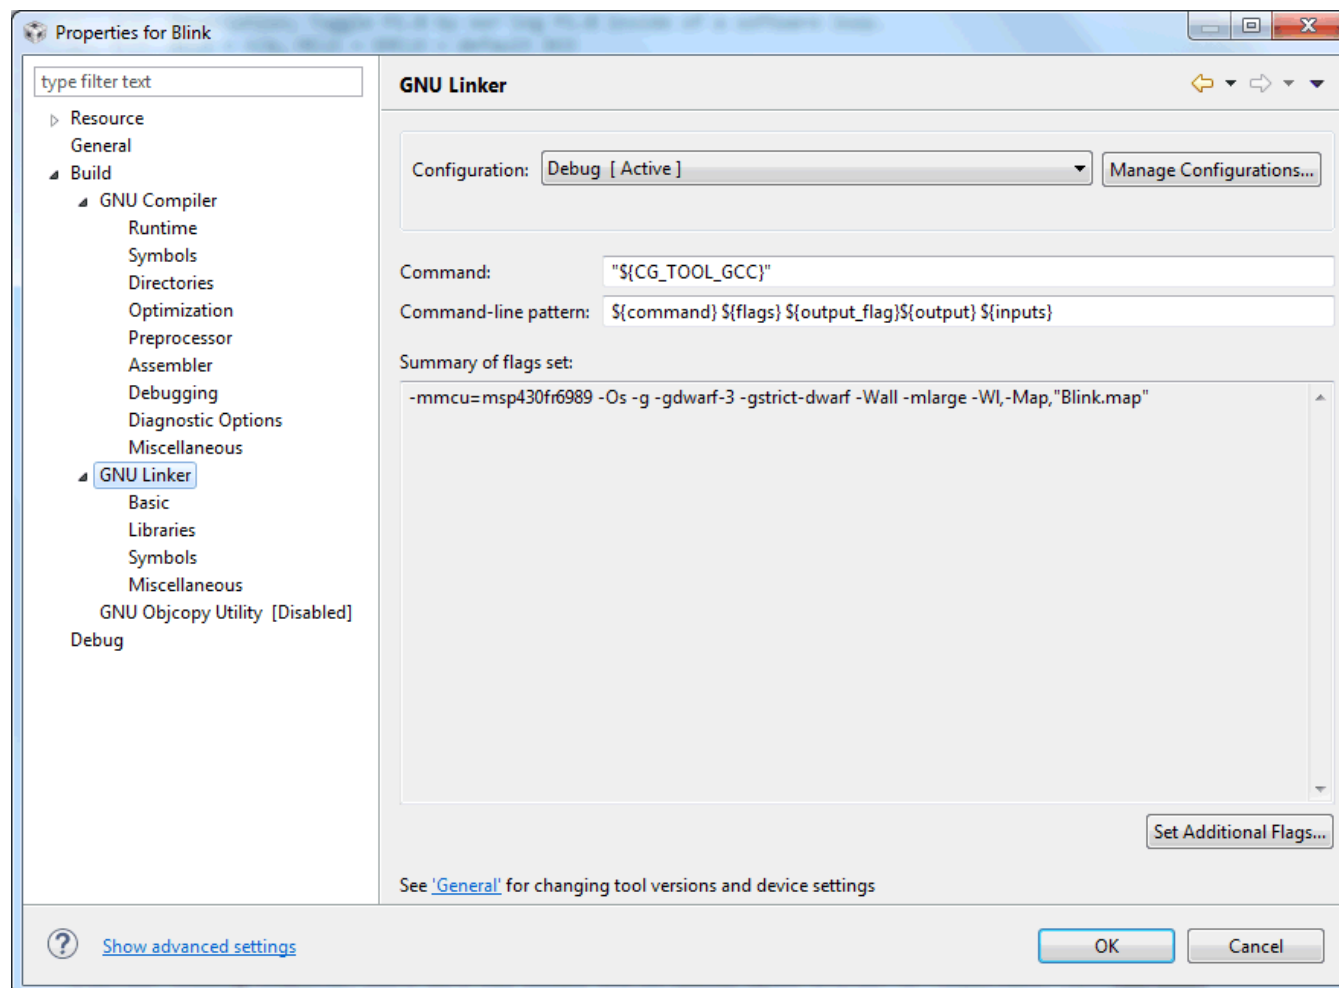 Properties for Blink
type filter text
Resource
General
Build
GNU Compiler
Runtime
Symbols
Directories
Optimization
Preprocessor
Assembler
Debugging
Diagnostic Options
Miscellaneous
GNU Linker
Basic
Libraries
Symbols
Miscellaneous
GNU Objcopy Utility [Disabled]
Debug
GNU Linker
Configuration: Debug [ Active ] Manage Configurations...
Command: "${CG_TOOL_GCC}"
Command-line pattern: ${command} ${flags} ${output_flag}${output} ${inputs}
Summary of flags set:
-mmcu=msp430fr6989 -Os -g -gdwarf-3 -gstrict-dwarf -Wall -mlarge -Wl,-Map,"Blink.map"
Set Additional Flags...
See 'General' for changing tool versions and device settings
Show advanced settings
OK Cancel